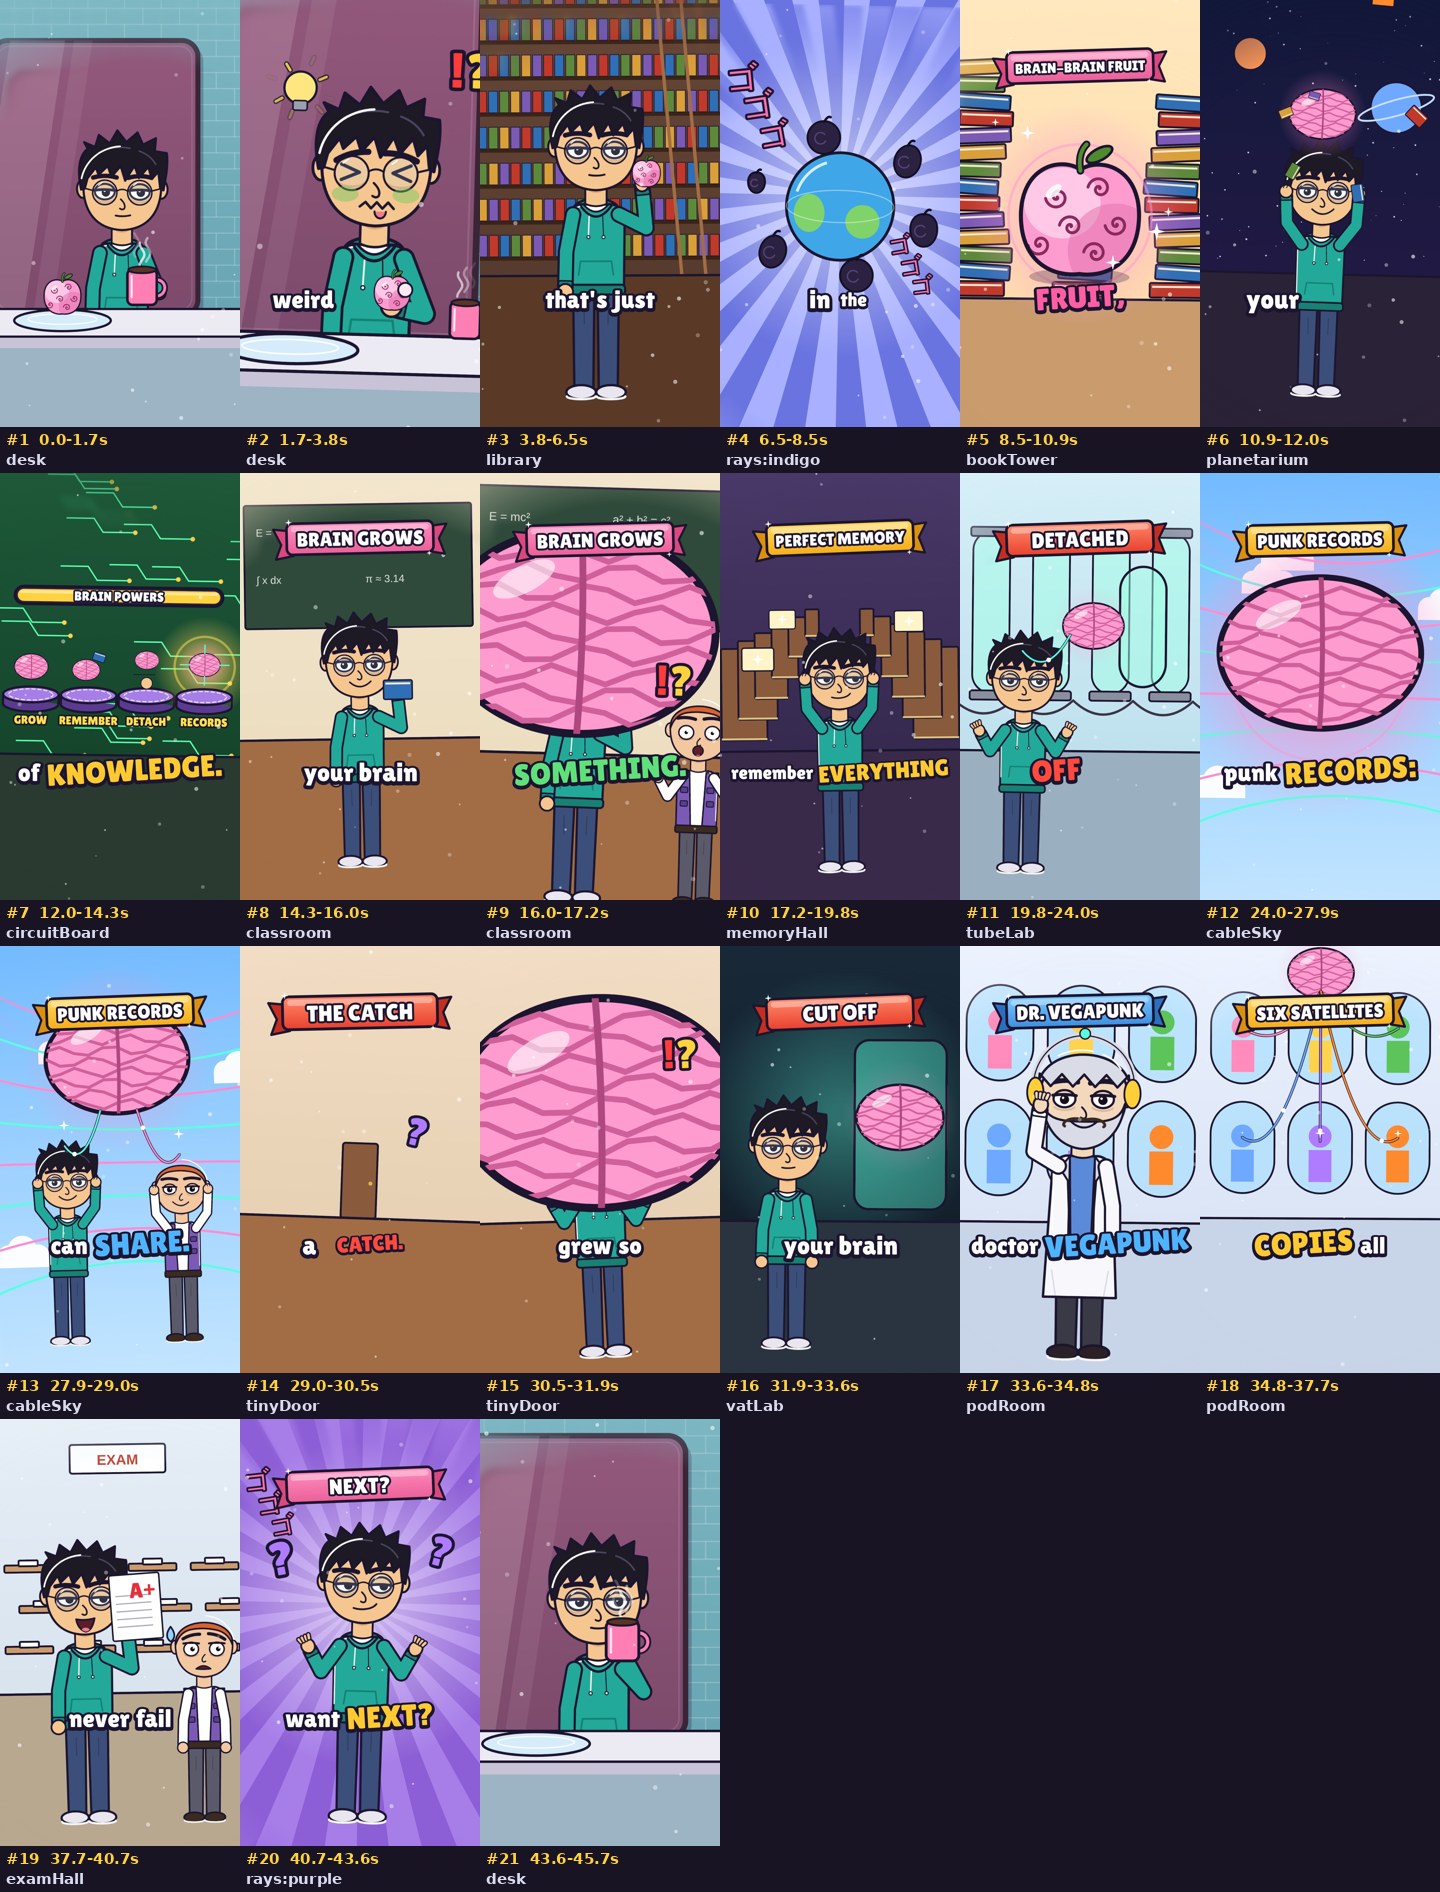 #1 0.0-1.7s
desk
!?
weird
#2 1.7-3.8s
desk
that's just
#3 3.8-6.5s
library
ゴゴゴ
ゴゴゴ
in the
#4 6.5-8.5s
rays:indigo
BRAIN-BRAIN FRUIT
FRUIT,
#5 8.5-10.9s
bookTower
your
#6 10.9-12.0s
planetarium
BRAIN POWERS
GROW REMEMBER DETACH RECORDS
of KNOWLEDGE.
#7 12.0-14.3s
circuitBoard
E =
BRAIN GROWS
∫ x dx
π ≈ 3.14
your brain
#8 14.3-16.0s
classroom
E = mc²
a² + b² = c²
BRAIN GROWS
!?
SOMETHING.
#9 16.0-17.2s
classroom
PERFECT MEMORY
remember EVERYTHING
#10 17.2-19.8s
memoryHall
DETACHED
OFF
#11 19.8-24.0s
tubeLab
PUNK RECORDS
punk RECORDS:
#12 24.0-27.9s
cableSky
PUNK RECORDS
can SHARE.
#13 27.9-29.0s
cableSky
THE CATCH
?
a CATCH.
#14 29.0-30.5s
tinyDoor
!?
grew so
#15 30.5-31.9s
tinyDoor
CUT OFF
your brain
#16 31.9-33.6s
vatLab
DR. VEGAPUNK
doctor VEGAPUNK
#17 33.6-34.8s
podRoom
SIX SATELLITES
COPIES all
#18 34.8-37.7s
podRoom
EXAM
A+
never fail
#19 37.7-40.7s
examHall
NEXT?
ゴゴゴ
? ?
want NEXT?
#20 40.7-43.6s
rays:purple
#21 43.6-45.7s
desk